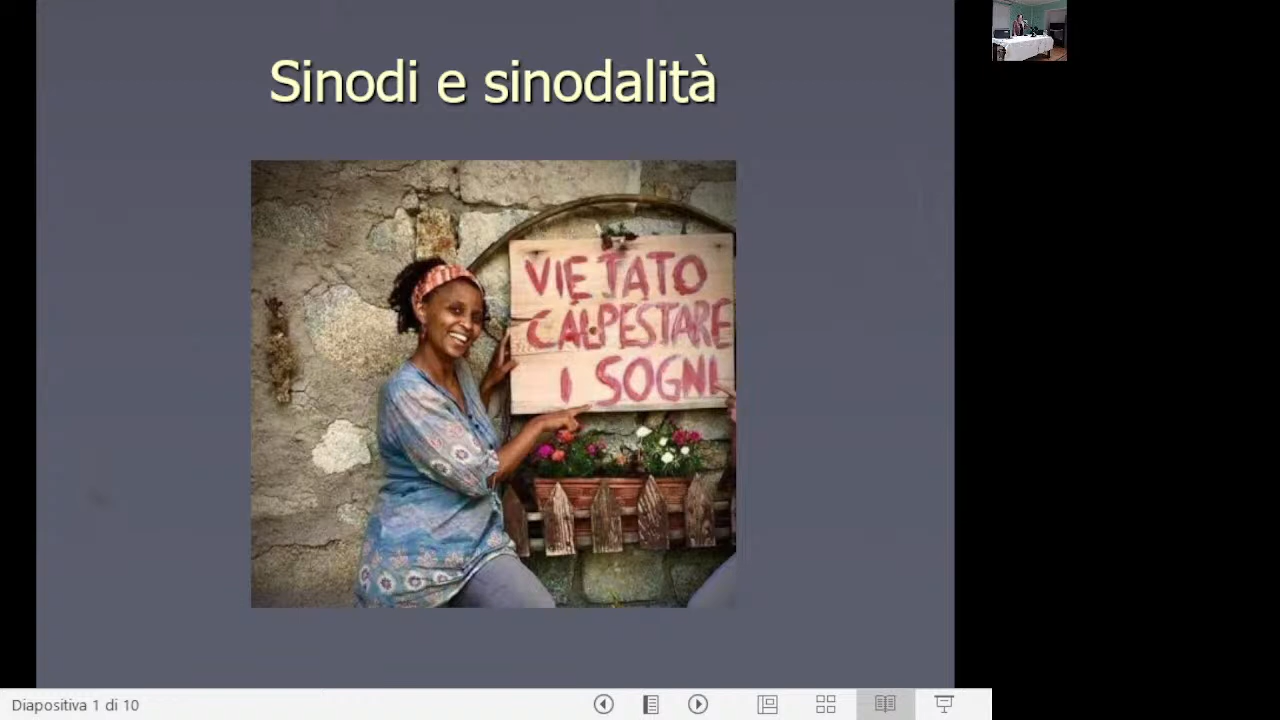 Sinodi e sinodalità
VIETATO
CALPESTARE
I SOGNI
Diapositiva 1 di 10